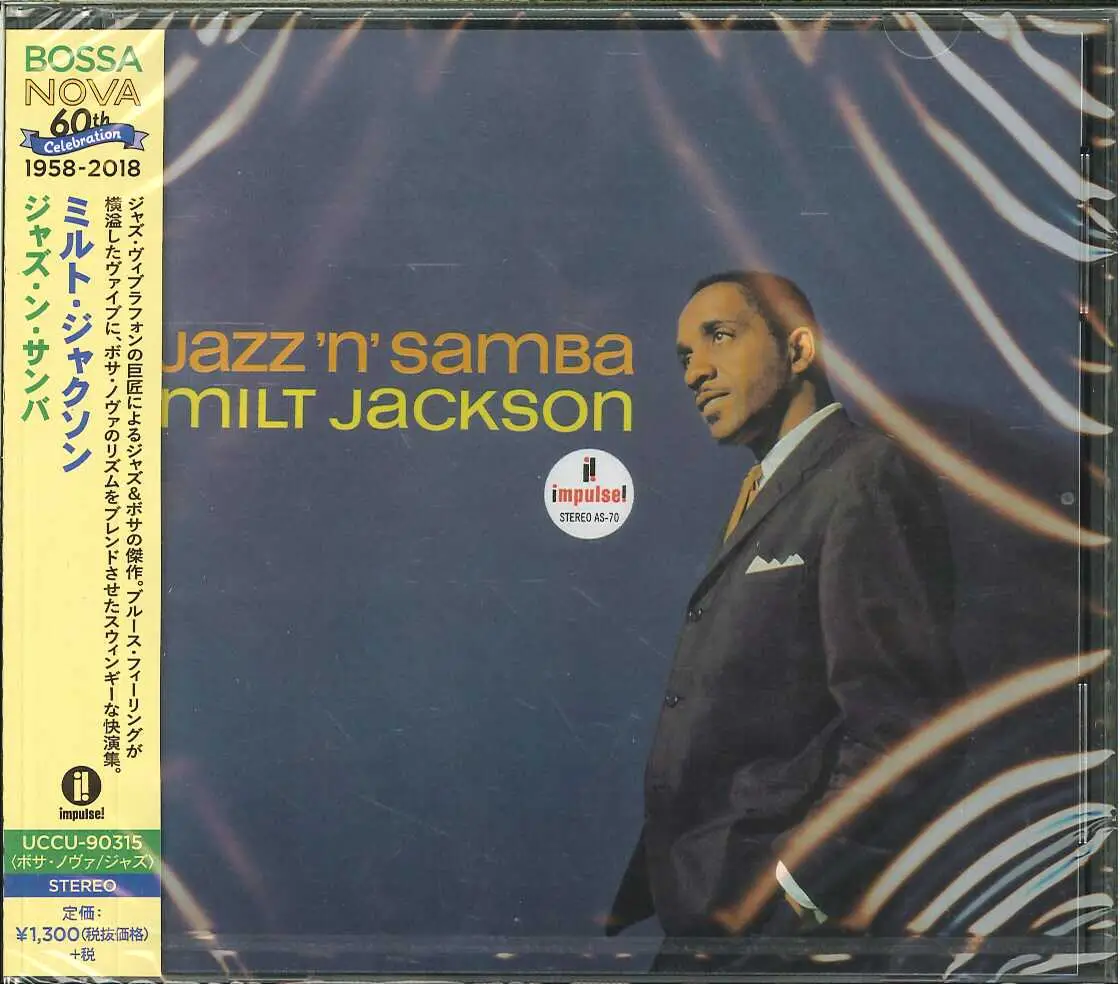 BOSSA
NOVA
60th
Celebration
1958-2018
ジャズ・ヴィブラフォンの巨匠によるジャズ&ボサの傑作。ブルース・フィーリングが
横溢したヴァイブに、ボサ・ノヴァのリズムをブレンドさせたスウィンギーな快演集。
ミルト・ジャクソン
ジャズ・ン・サンバ
i!
impulse!
UCCU-90315
〈ボサ・ノヴァ/ジャズ〉
STEREO
定価:
¥1,300(税抜価格)
+税
Jazz 'n' Samba
Milt Jackson
i!
impulse!
STEREO AS-70